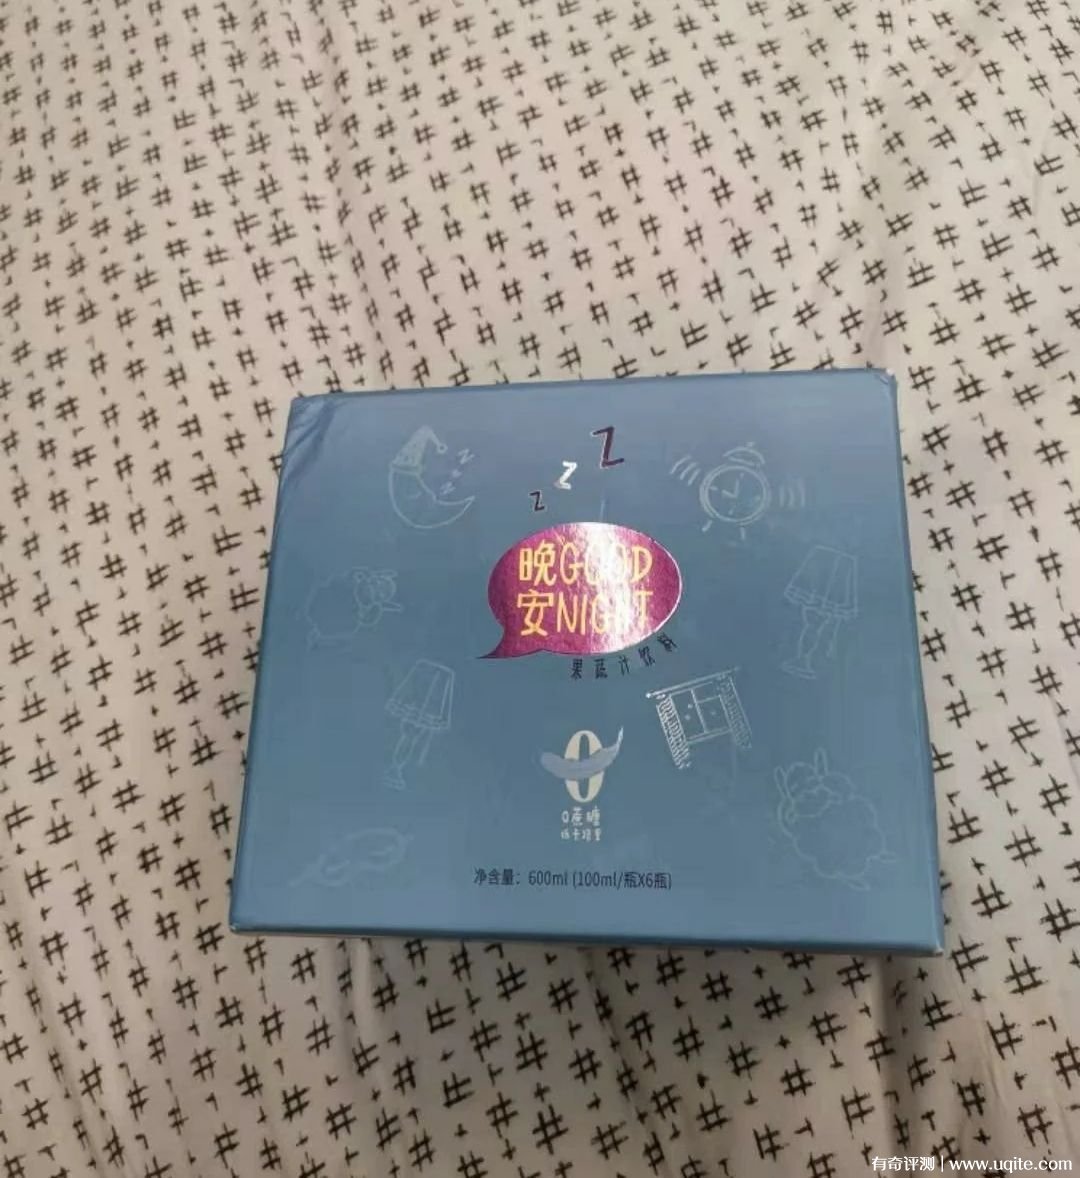 Z
Z
Z
晚GOOD
安NIGHT
果蔬汁饮料
0
0蔗糖
净含量：600ml (100ml/瓶X6瓶)
有奇评测 | www.uqite.com